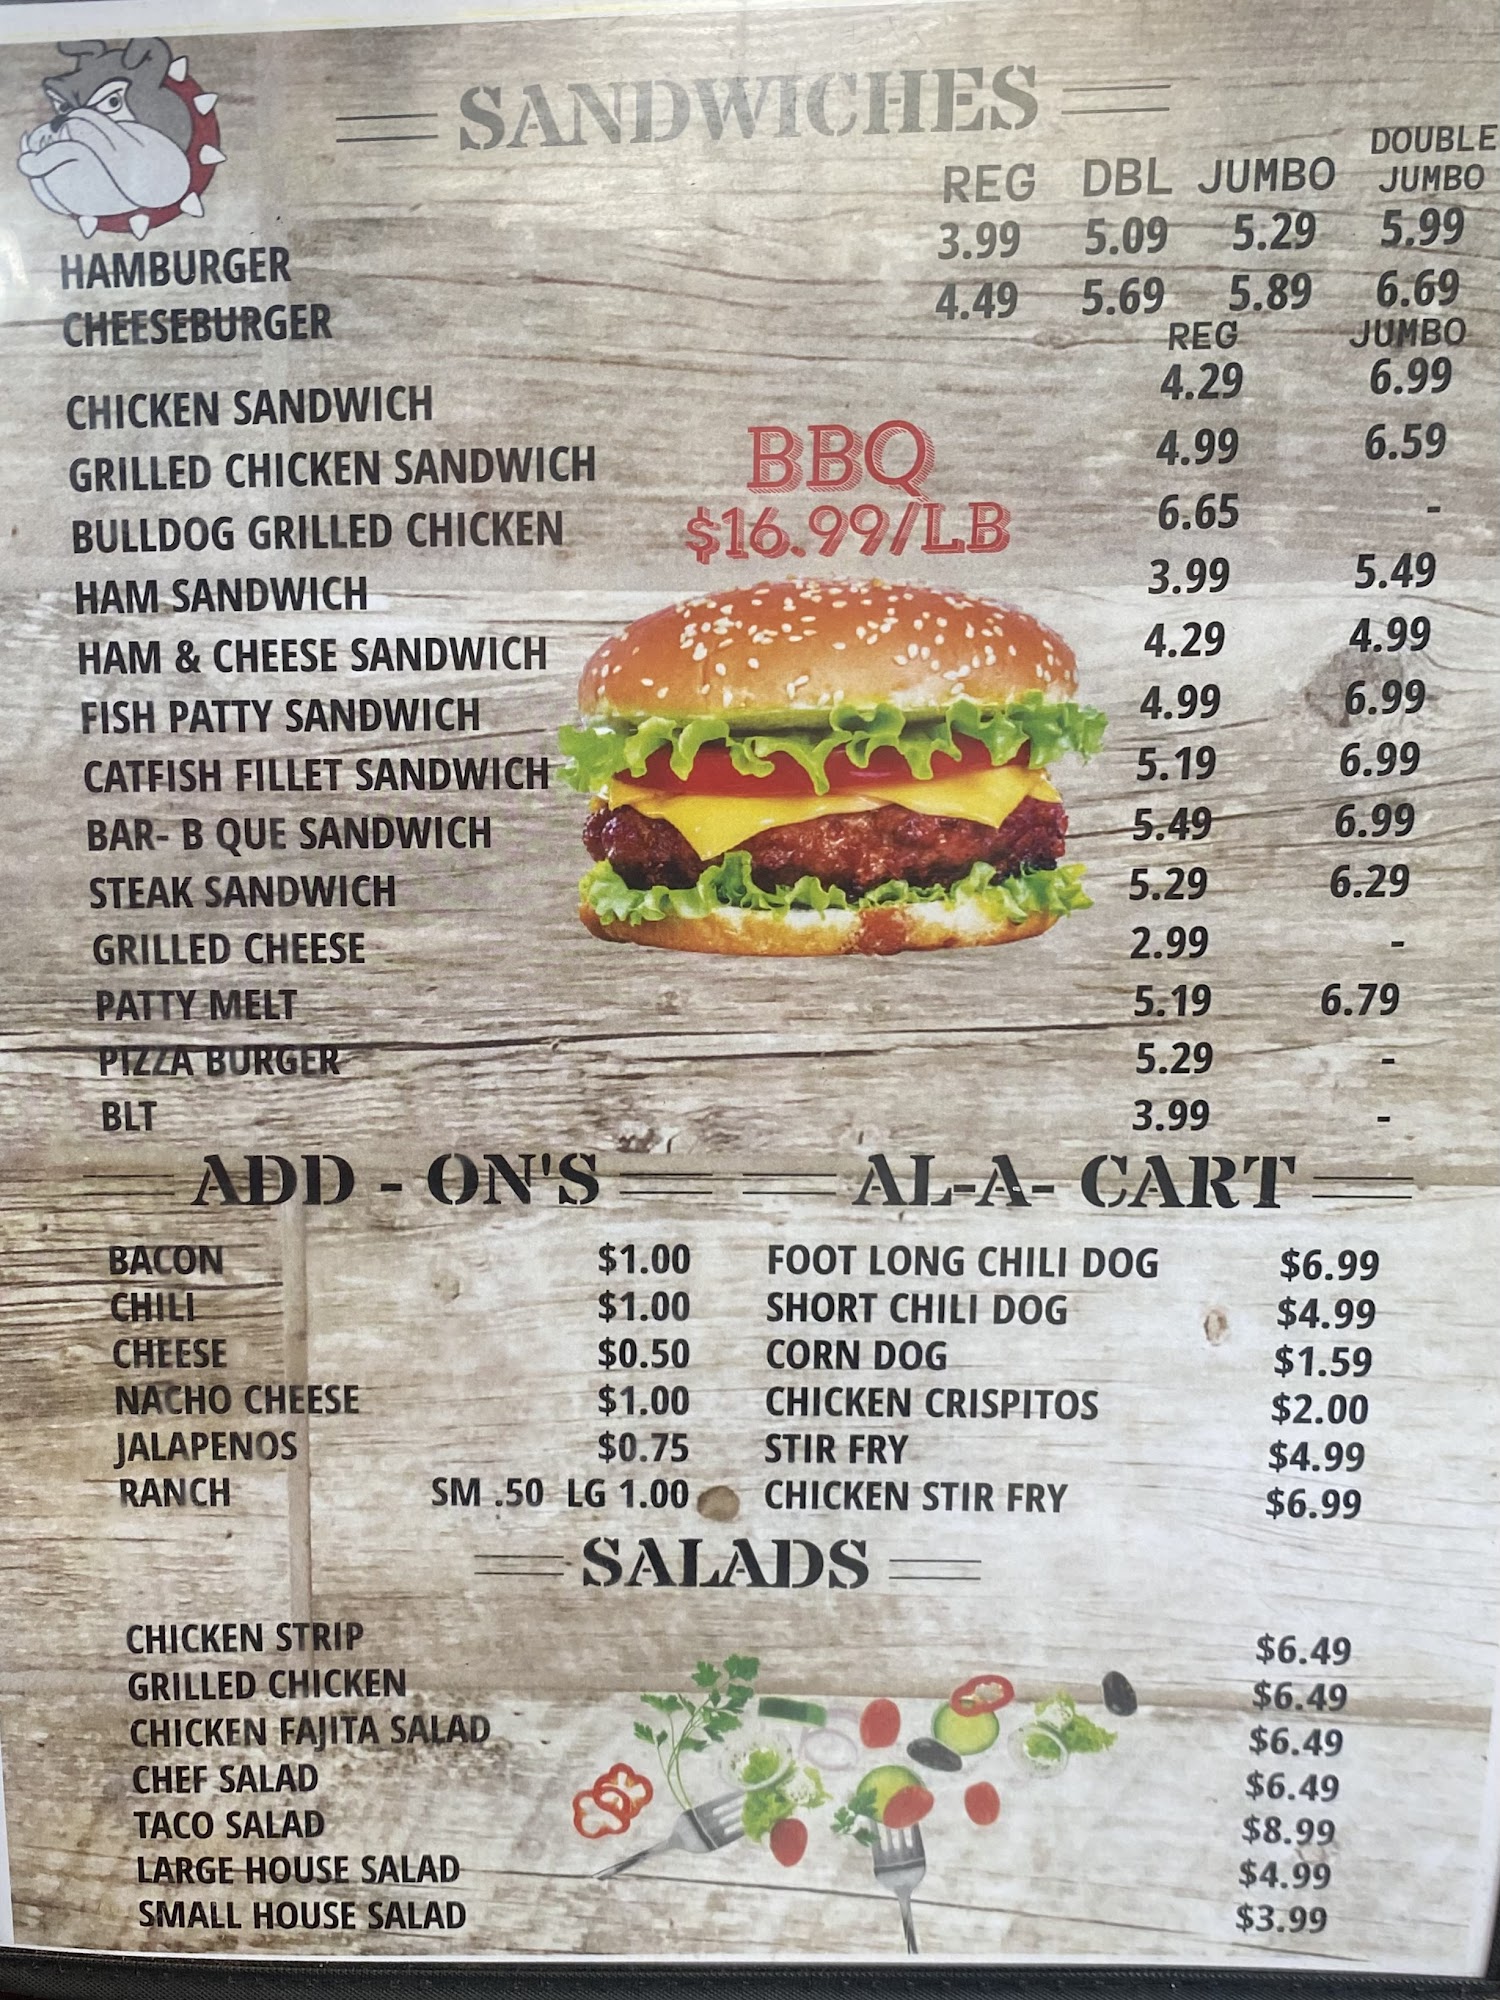 SANDWICHES
REG DBL JUMBO DOUBLE JUMBO
HAMBURGER 3.99 5.09 5.29 5.99
CHEESEBURGER 4.49 5.69 5.89 6.69
REG JUMBO
CHICKEN SANDWICH 4.29 6.99
GRILLED CHICKEN SANDWICH 4.99 6.59
BULLDOG GRILLED CHICKEN 6.65 -
HAM SANDWICH 3.99 5.49
HAM & CHEESE SANDWICH 4.29 4.99
FISH PATTY SANDWICH 4.99 6.99
CATFISH FILLET SANDWICH 5.19 6.99
BAR- B QUE SANDWICH 5.49 6.99
STEAK SANDWICH 5.29 6.29
GRILLED CHEESE 2.99 -
PATTY MELT 5.19 6.79
PIZZA BURGER 5.29 -
BLT 3.99 -
BBQ
$16.99/LB
ADD - ON'S
BACON $1.00
CHILI $1.00
CHEESE $0.50
NACHO CHEESE $1.00
JALAPENOS $0.75
RANCH SM .50 LG 1.00
AL-A- CART
FOOT LONG CHILI DOG $6.99
SHORT CHILI DOG $4.99
CORN DOG $1.59
CHICKEN CRISPITOS $2.00
STIR FRY $4.99
CHICKEN STIR FRY $6.99
SALADS
CHICKEN STRIP $6.49
GRILLED CHICKEN $6.49
CHICKEN FAJITA SALAD $6.49
CHEF SALAD $6.49
TACO SALAD $8.99
LARGE HOUSE SALAD $4.99
SMALL HOUSE SALAD $3.99